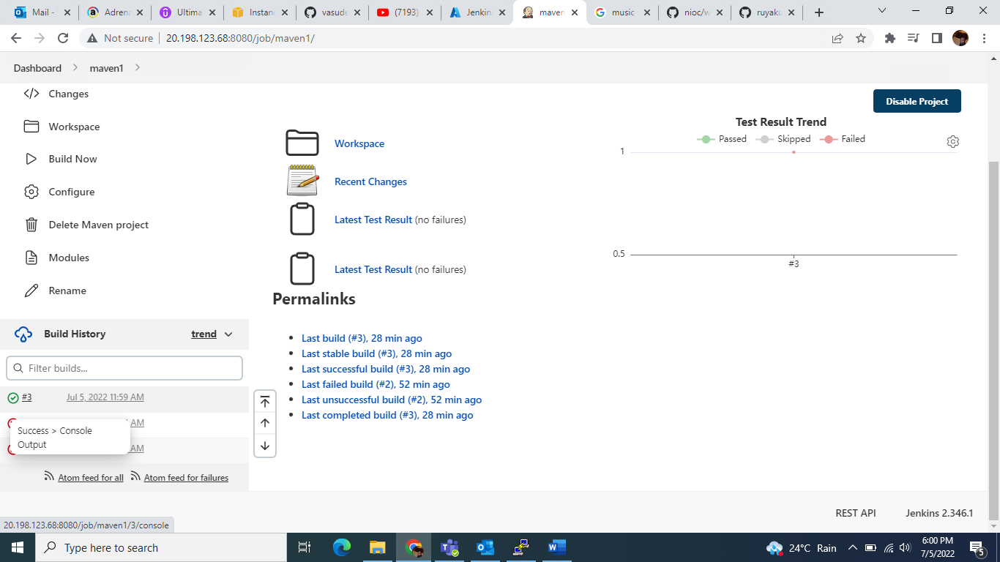 Mail -
Adrena
Ultima
Instanc
vasude
(7193)
Jenkins
maven
music
nioc/w
ruyaku
Not secure
20.198.123.68:8080/job/maven1/
Dashboard
maven1
Changes
Workspace
Build Now
Configure
Delete Maven project
Modules
Rename
Build History
trend
Filter builds...
#3
Jul 5, 2022 11:59 AM
AM
Success > Console
Output
AM
Atom feed for all
Atom feed for failures
Disable Project
Workspace
Recent Changes
Latest Test Result (no failures)
Latest Test Result (no failures)
Test Result Trend
Passed
Skipped
Failed
1
0.5
#3
Permalinks
Last build (#3), 28 min ago
Last stable build (#3), 28 min ago
Last successful build (#3), 28 min ago
Last failed build (#2), 52 min ago
Last unsuccessful build (#2), 52 min ago
Last completed build (#3), 28 min ago
REST API
Jenkins 2.346.1
20.198.123.68:8080/job/maven1/3/console
Type here to search
24°C Rain
6:00 PM
7/5/2022
5